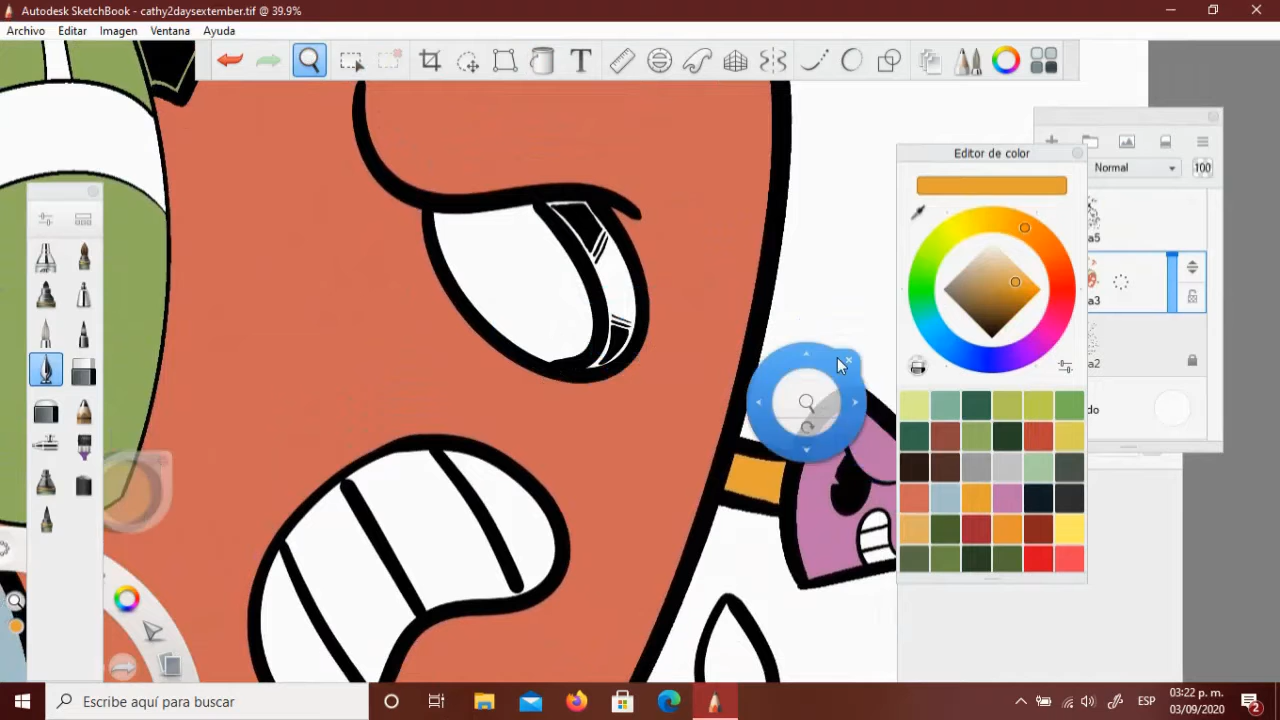 Autodesk SketchBook - cathy2daysextember.tif @ 39.9%
Archivo Editar Imagen Ventana Ayuda
T
Editor de color
Normal
100
a5
a3
a2
do
Escribe aquí para buscar
ESP
03:22 p. m.
03/09/2020
2